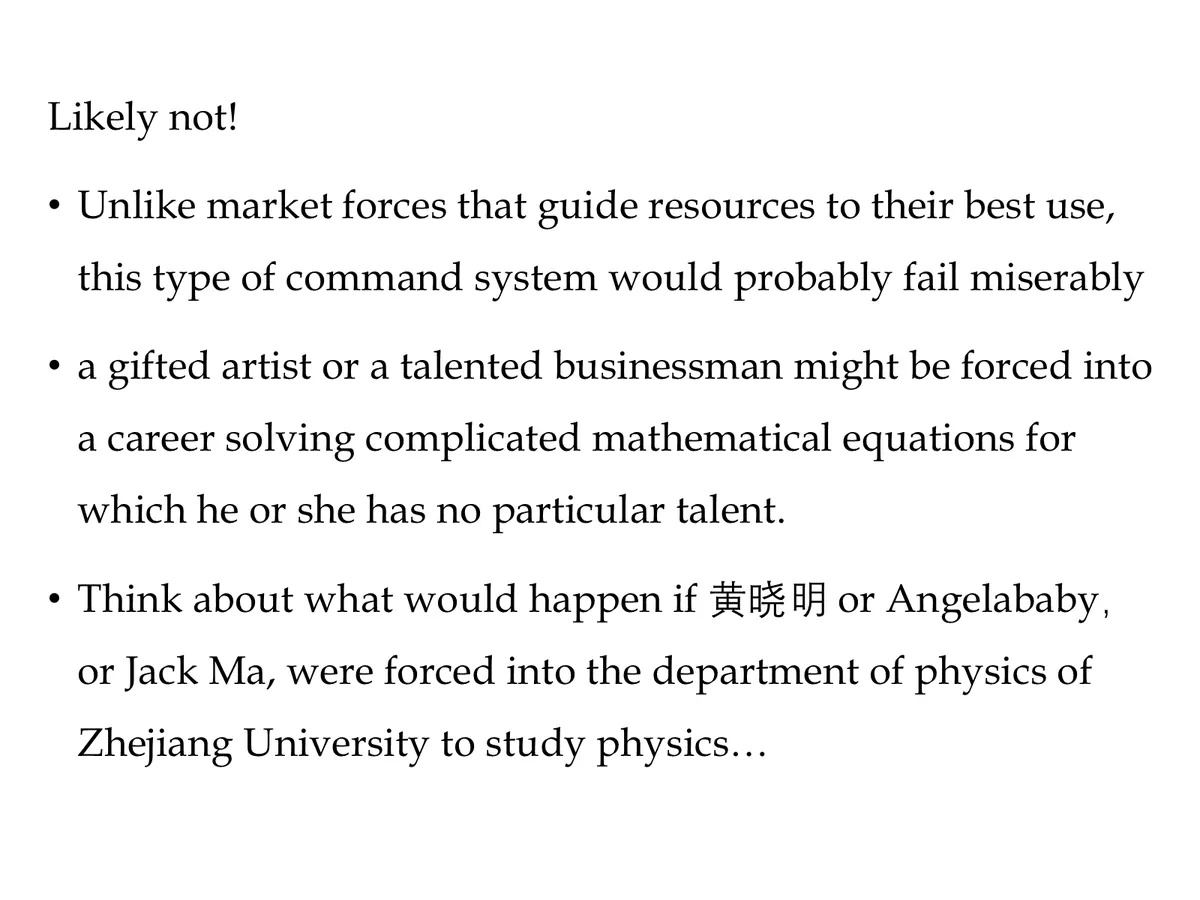 Likely not!
• Unlike market forces that guide resources to their best use,
this type of command system would probably fail miserably
• a gifted artist or a talented businessman might be forced into
a career solving complicated mathematical equations for
which he or she has no particular talent.
• Think about what would happen if 黄晓明 or Angelababy,
or Jack Ma, were forced into the department of physics of
Zhejiang University to study physics…